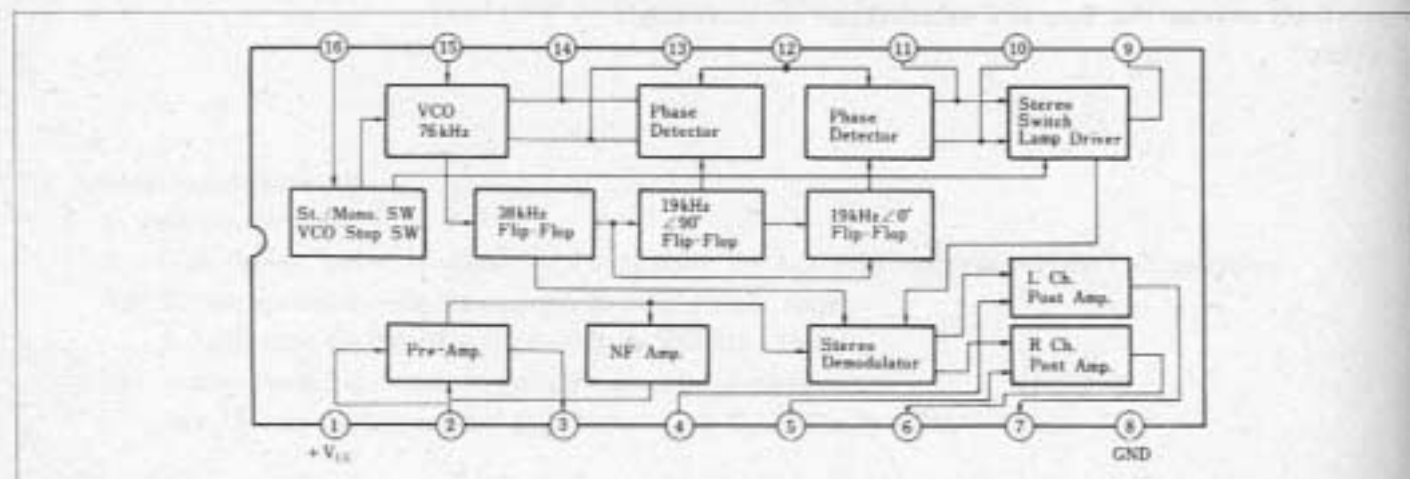 16 15 14 13 12 11 10 9
VCO
76kHz
Phase
Detector
Phase
Detector
Stereo
Switch
Lamp Driver
St./Mono. SW
VCO Stop SW
38kHz
Flip-Flop
19kHz
∠90°
Flip-Flop
19kHz∠0°
Flip-Flop
L Ch.
Post Amp.
Pre-Amp.
NF Amp.
Stereo
Demodulator
R Ch.
Post Amp.
1 2 3 4 5 6 7 8
GND